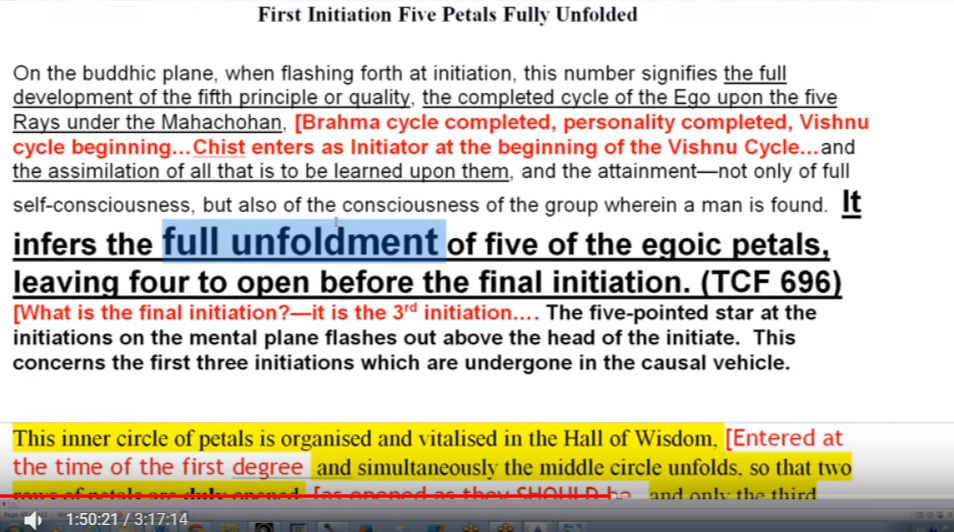 First Initiation Five Petals Fully Unfolded
On the buddhic plane, when flashing forth at initiation, this number signifies the full
development of the fifth principle or quality, the completed cycle of the Ego upon the five
Rays under the Mahachohan, [Brahma cycle completed, personality completed, Vishnu
cycle beginning...Chist enters as Initiator at the beginning of the Vishnu Cycle...and
the assimilation of all that is to be learned upon them, and the attainment—not only of full
self-consciousness, but also of the consciousness of the group wherein a man is found. It
infers the full unfoldment of five of the egoic petals,
leaving four to open before the final initiation. (TCF 696)
[What is the final initiation?—it is the 3rd initiation.... The five-pointed star at the
initiations on the mental plane flashes out above the head of the initiate. This
concerns the first three initiations which are undergone in the causal vehicle.
This inner circle of petals is organised and vitalised in the Hall of Wisdom, [Entered at
the time of the first degree and simultaneously the middle circle unfolds, so that two
rows of petals are duly opened, [as opened as they SHOULD be and only the third
1:50:21 / 3:17:14